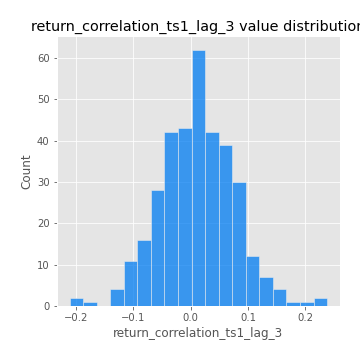 return_correlation_ts1_lag_3 value distribution
60
50
40
30
20
10
0
Count
−0.2 −0.1 0.0 0.1 0.2
return_correlation_ts1_lag_3